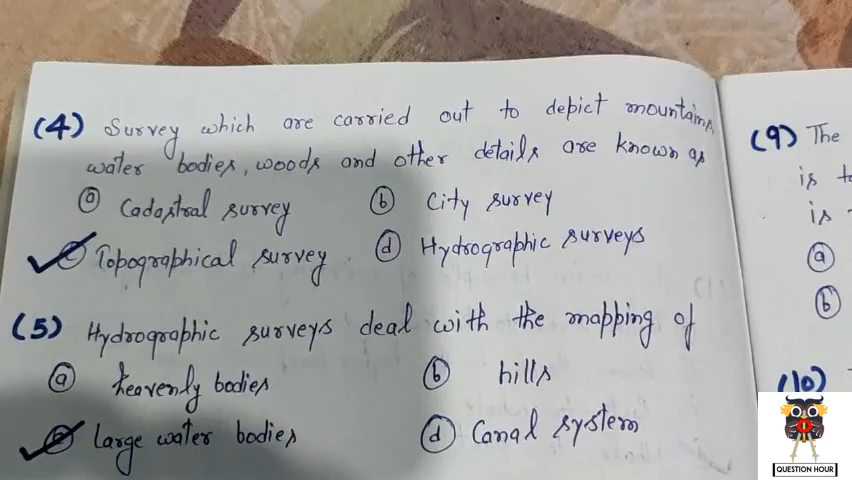 (4) Survey which are carried out to depict mountains,
water bodies, woods and other details are known as
(a) Cadastral survey (b) City survey
(c) Topographical survey (d) Hydrographic surveys
(5) Hydrographic surveys deal with the mapping of
(a) heavenly bodies (b) hills
(c) large water bodies (d) Canal system
(9) The
is
is
(a)
(b)
(10)
QUESTION HOUR